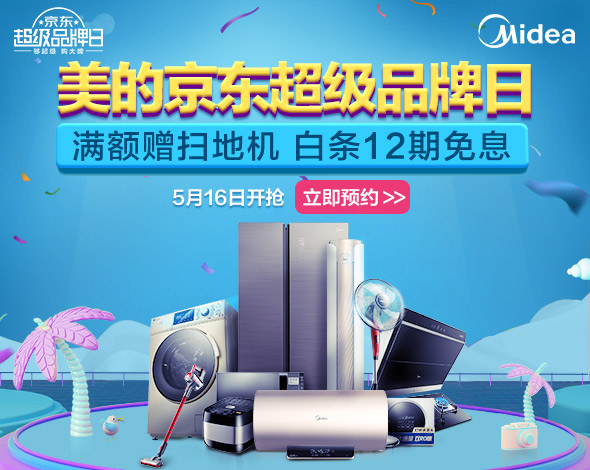 京东
超级品牌日
够超级 购大牌
Midea
美的京东超级品牌日
满额赠扫地机 白条12期免息
5月16日开抢 立即预约 >>
Midea